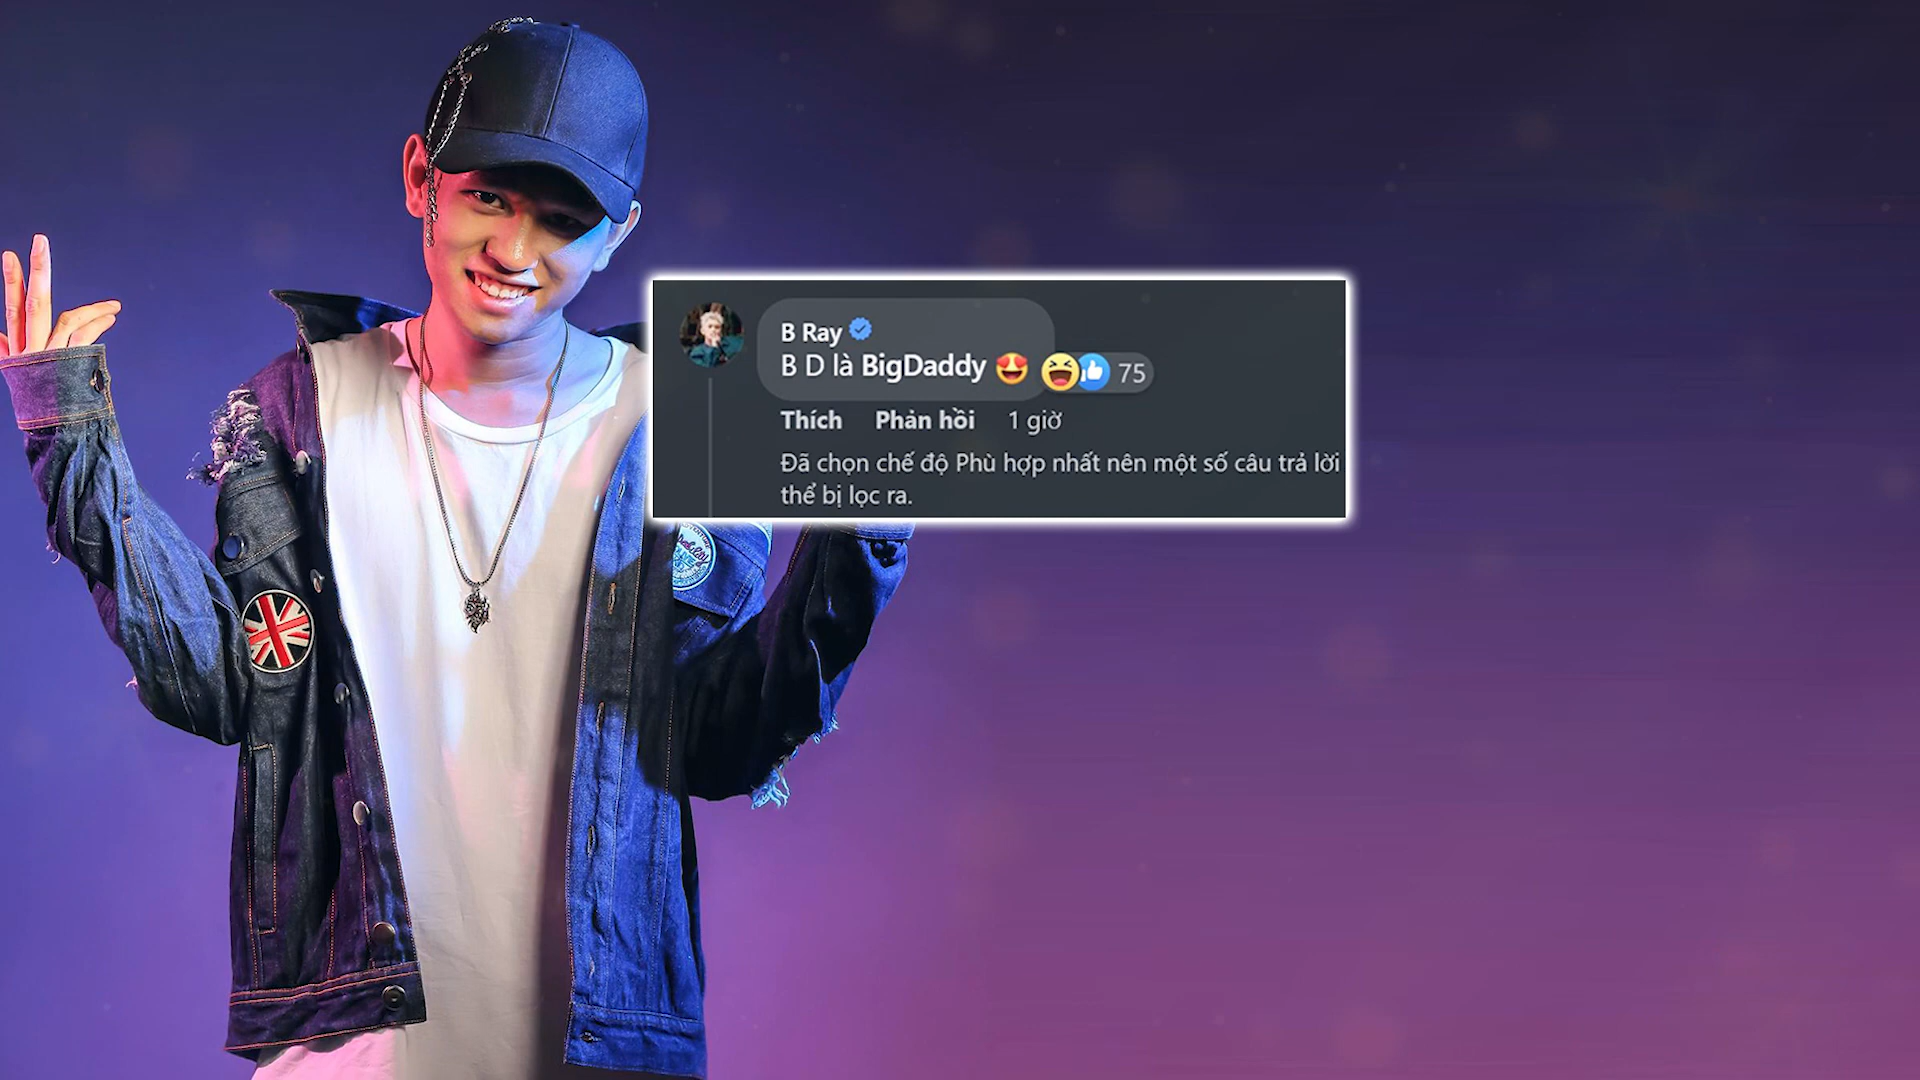 B Ray
B D là BigDaddy 😍 75
Thích Phản hồi 1 giờ
Đã chọn chế độ Phù hợp nhất nên một số câu trả lời
thể bị lọc ra.